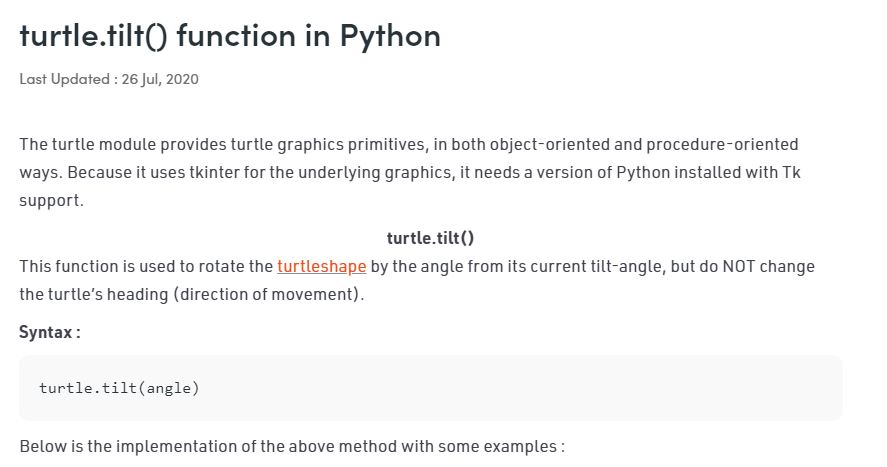 turtle.tilt() function in Python
Last Updated : 26 Jul, 2020
The turtle module provides turtle graphics primitives, in both object-oriented and procedure-oriented
ways. Because it uses tkinter for the underlying graphics, it needs a version of Python installed with Tk
support.
turtle.tilt()
This function is used to rotate the turtleshape by the angle from its current tilt-angle, but do NOT change
the turtle’s heading (direction of movement).
Syntax :
turtle.tilt(angle)
Below is the implementation of the above method with some examples :